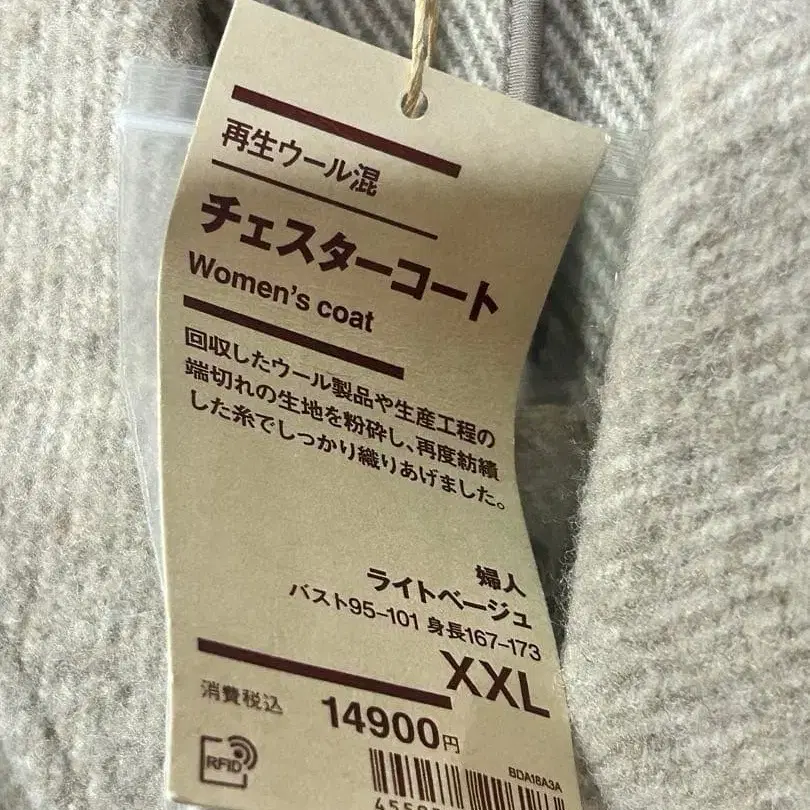 再生ウール混
チェスターコート
Women's coat
回収したウール製品や生産工程の
端切れの生地を粉砕し、再度紡績
した糸でしっかり織りあげました。
婦人
ライトベージュ
バスト95-101 身長167-173
XXL
消費税込 14900円
RFID
BDA18A3A